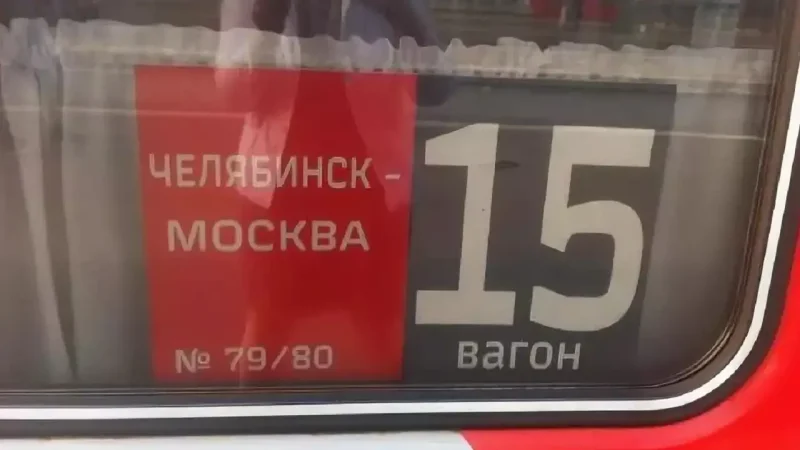 ЧЕЛЯБИНСК -
МОСКВА
№ 79/80
15
вагон